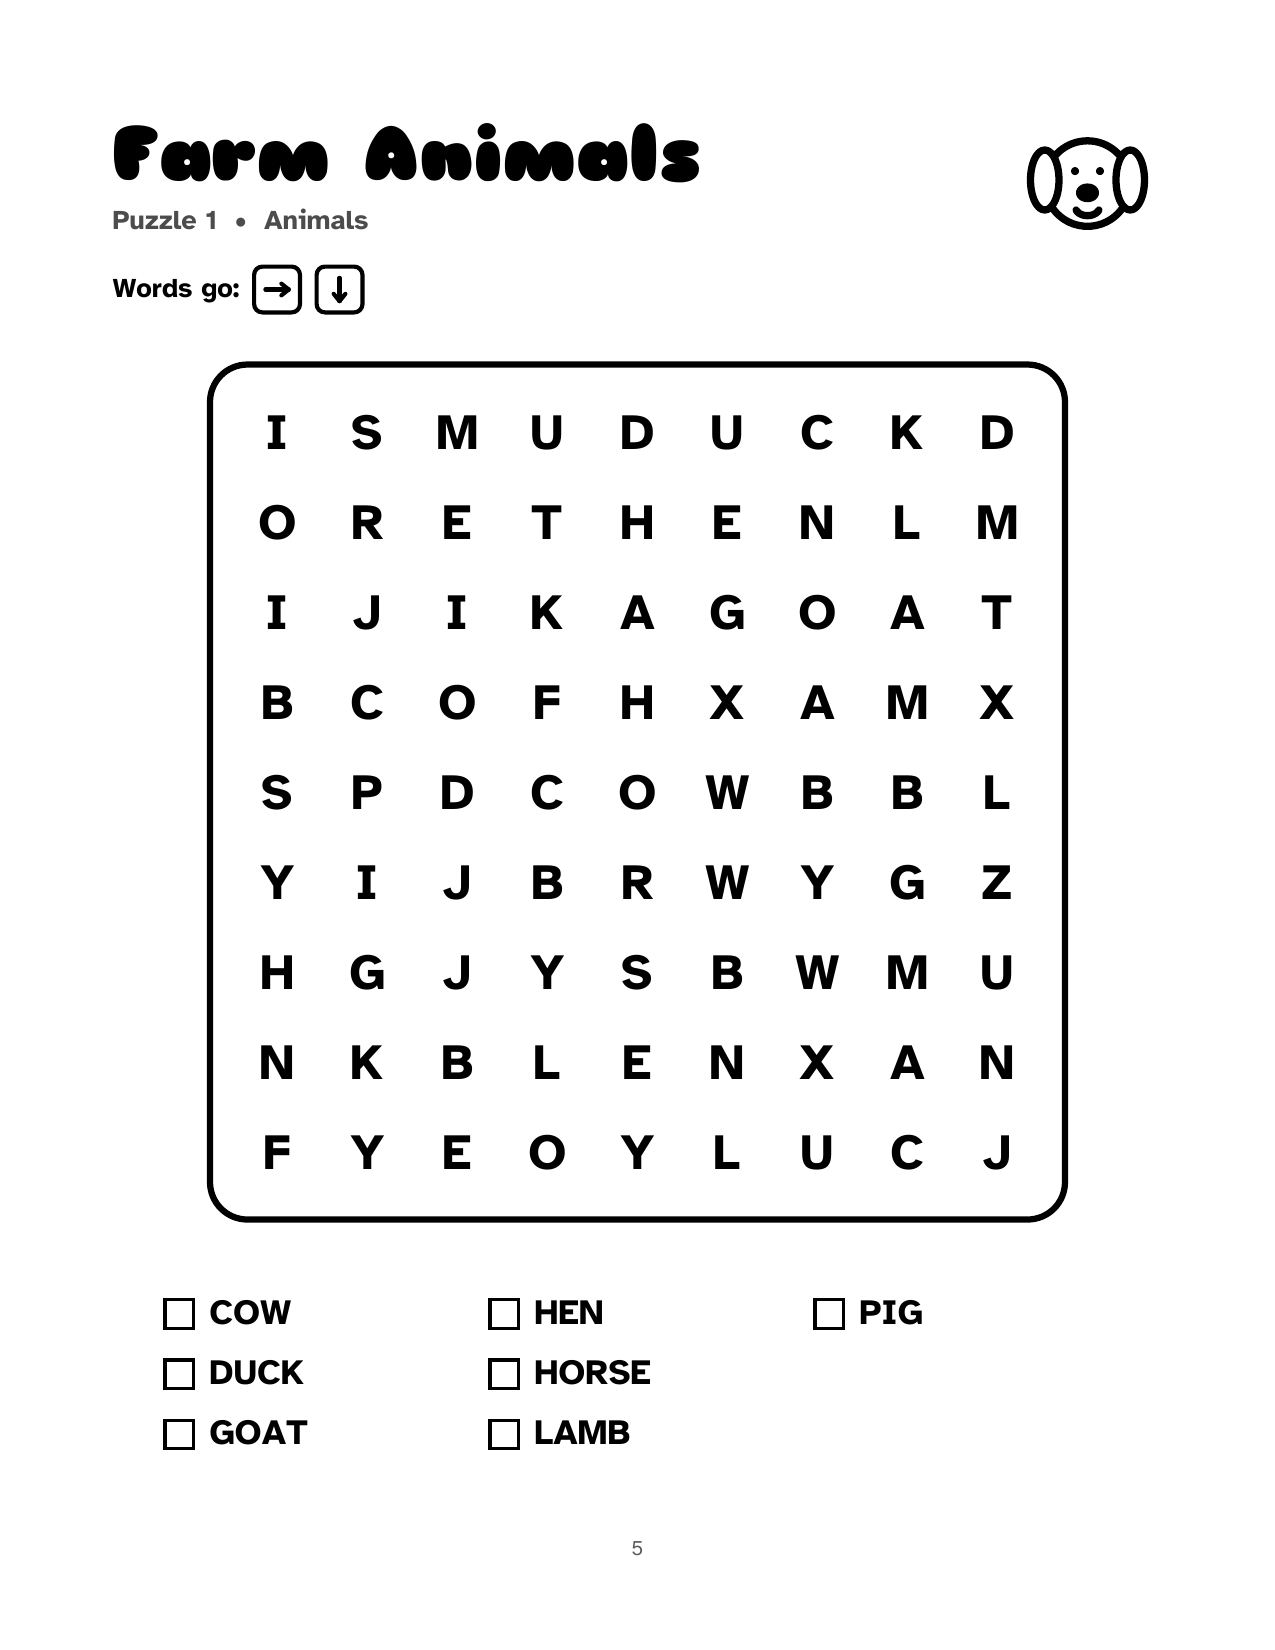 Farm Animals
Puzzle 1 • Animals
Words go: → ↓
I S M U D U C K D
O R E T H E N L M
I J I K A G O A T
B C O F H X A M X
S P D C O W B B L
Y I J B R W Y G Z
H G J Y S B W M U
N K B L E N X A N
F Y E O Y L U C J
COW HEN PIG
DUCK HORSE
GOAT LAMB
5